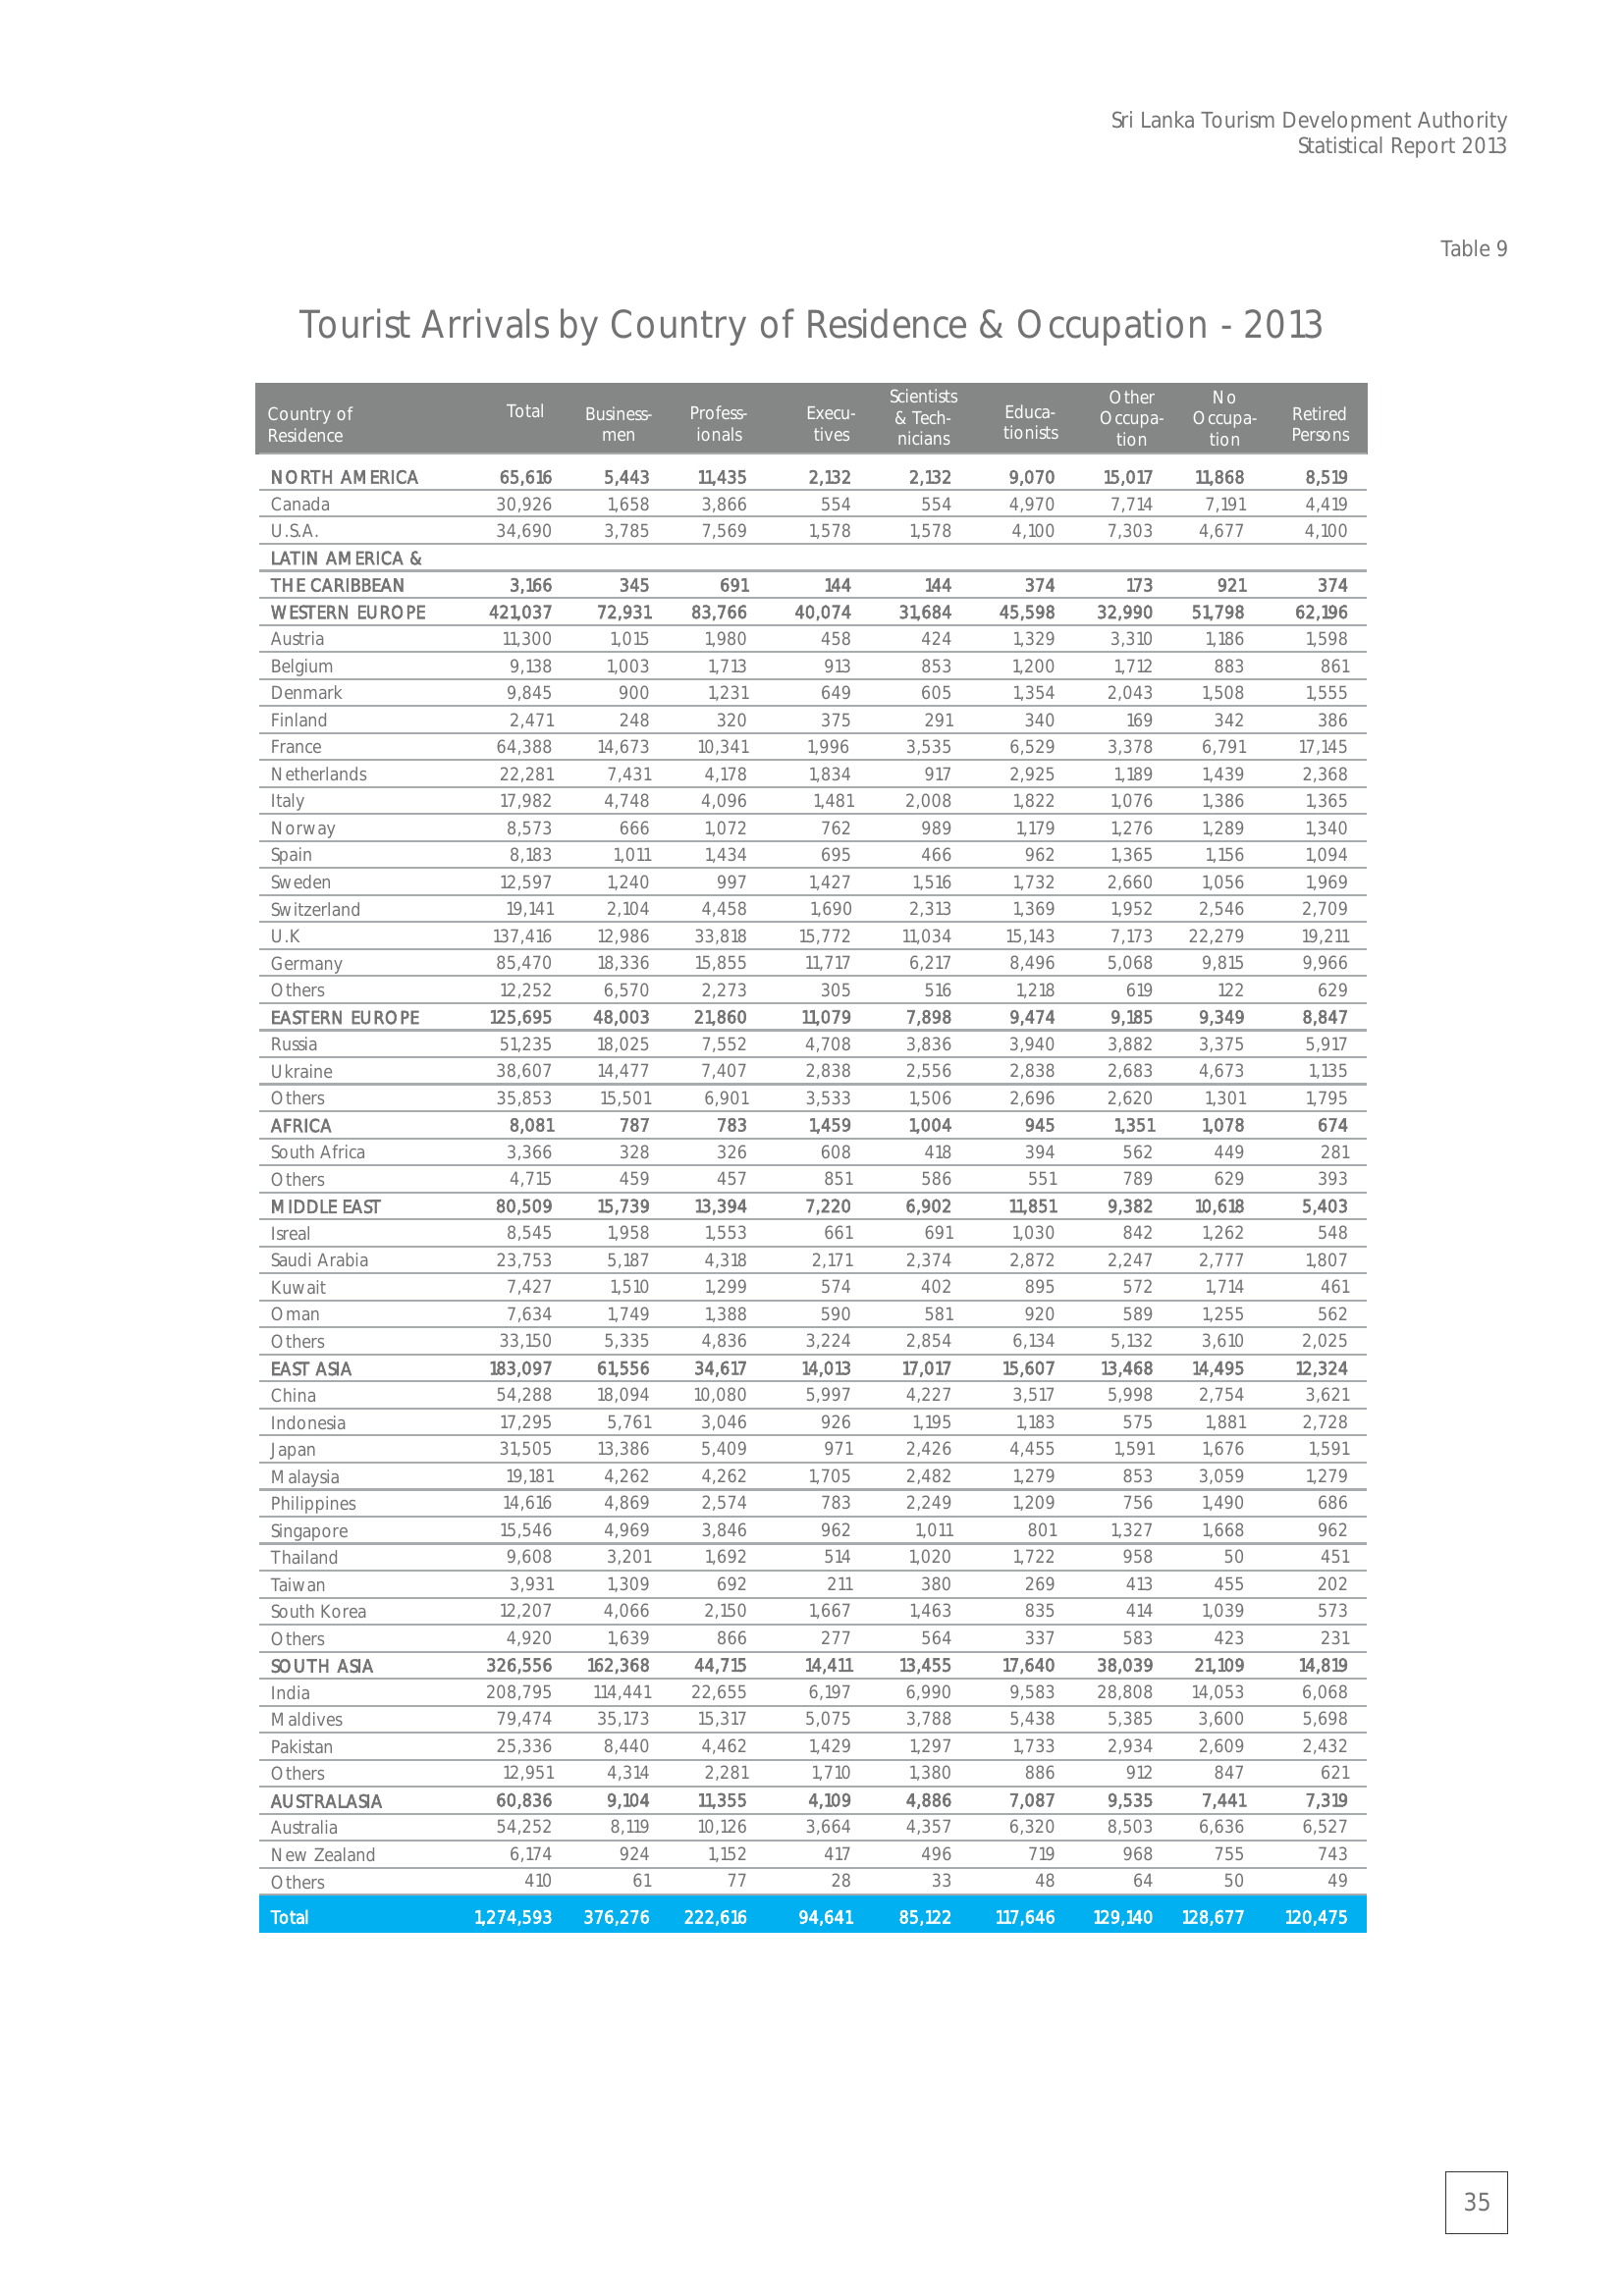 Sri Lanka Tourism Development Authority
Statistical Report 2013
Table 9
Tourist Arrivals by Country of Residence & Occupation - 2013
Country of Residence Total Business-men Profess-ionals Execu-tives Scientists & Tech-nicians Educa-tionists Other Occupa-tion No Occupa-tion Retired Persons
NORTH AMERICA 65,616 5,443 11,435 2,132 2,132 9,070 15,017 11,868 8,519
Canada 30,926 1,658 3,866 554 554 4,970 7,714 7,191 4,419
U.S.A. 34,690 3,785 7,569 1,578 1,578 4,100 7,303 4,677 4,100
LATIN AMERICA &
THE CARIBBEAN 3,166 345 691 144 144 374 173 921 374
WESTERN EUROPE 421,037 72,931 83,766 40,074 31,684 45,598 32,990 51,798 62,196
Austria 11,300 1,015 1,980 458 424 1,329 3,310 1,186 1,598
Belgium 9,138 1,003 1,713 913 853 1,200 1,712 883 861
Denmark 9,845 900 1,231 649 605 1,354 2,043 1,508 1,555
Finland 2,471 248 320 375 291 340 169 342 386
France 64,388 14,673 10,341 1,996 3,535 6,529 3,378 6,791 17,145
Netherlands 22,281 7,431 4,178 1,834 917 2,925 1,189 1,439 2,368
Italy 17,982 4,748 4,096 1,481 2,008 1,822 1,076 1,386 1,365
Norway 8,573 666 1,072 762 989 1,179 1,276 1,289 1,340
Spain 8,183 1,011 1,434 695 466 962 1,365 1,156 1,094
Sweden 12,597 1,240 997 1,427 1,516 1,732 2,660 1,056 1,969
Switzerland 19,141 2,104 4,458 1,690 2,313 1,369 1,952 2,546 2,709
U.K 137,416 12,986 33,818 15,772 11,034 15,143 7,173 22,279 19,211
Germany 85,470 18,336 15,855 11,717 6,217 8,496 5,068 9,815 9,966
Others 12,252 6,570 2,273 305 516 1,218 619 122 629
EASTERN EUROPE 125,695 48,003 21,860 11,079 7,898 9,474 9,185 9,349 8,847
Russia 51,235 18,025 7,552 4,708 3,836 3,940 3,882 3,375 5,917
Ukraine 38,607 14,477 7,407 2,838 2,556 2,838 2,683 4,673 1,135
Others 35,853 15,501 6,901 3,533 1,506 2,696 2,620 1,301 1,795
AFRICA 8,081 787 783 1,459 1,004 945 1,351 1,078 674
South Africa 3,366 328 326 608 418 394 562 449 281
Others 4,715 459 457 851 586 551 789 629 393
MIDDLE EAST 80,509 15,739 13,394 7,220 6,902 11,851 9,382 10,618 5,403
Isreal 8,545 1,958 1,553 661 691 1,030 842 1,262 548
Saudi Arabia 23,753 5,187 4,318 2,171 2,374 2,872 2,247 2,777 1,807
Kuwait 7,427 1,510 1,299 574 402 895 572 1,714 461
Oman 7,634 1,749 1,388 590 581 920 589 1,255 562
Others 33,150 5,335 4,836 3,224 2,854 6,134 5,132 3,610 2,025
EAST ASIA 183,097 61,556 34,617 14,013 17,017 15,607 13,468 14,495 12,324
China 54,288 18,094 10,080 5,997 4,227 3,517 5,998 2,754 3,621
Indonesia 17,295 5,761 3,046 926 1,195 1,183 575 1,881 2,728
Japan 31,505 13,386 5,409 971 2,426 4,455 1,591 1,676 1,591
Malaysia 19,181 4,262 4,262 1,705 2,482 1,279 853 3,059 1,279
Philippines 14,616 4,869 2,574 783 2,249 1,209 756 1,490 686
Singapore 15,546 4,969 3,846 962 1,011 801 1,327 1,668 962
Thailand 9,608 3,201 1,692 514 1,020 1,722 958 50 451
Taiwan 3,931 1,309 692 211 380 269 413 455 202
South Korea 12,207 4,066 2,150 1,667 1,463 835 414 1,039 573
Others 4,920 1,639 866 277 564 337 583 423 231
SOUTH ASIA 326,556 162,368 44,715 14,411 13,455 17,640 38,039 21,109 14,819
India 208,795 114,441 22,655 6,197 6,990 9,583 28,808 14,053 6,068
Maldives 79,474 35,173 15,317 5,075 3,788 5,438 5,385 3,600 5,698
Pakistan 25,336 8,440 4,462 1,429 1,297 1,733 2,934 2,609 2,432
Others 12,951 4,314 2,281 1,710 1,380 886 912 847 621
AUSTRALASIA 60,836 9,104 11,355 4,109 4,886 7,087 9,535 7,441 7,319
Australia 54,252 8,119 10,126 3,664 4,357 6,320 8,503 6,636 6,527
New Zealand 6,174 924 1,152 417 496 719 968 755 743
Others 410 61 77 28 33 48 64 50 49
Total 1,274,593 376,276 222,616 94,641 85,122 117,646 129,140 128,677 120,475
35